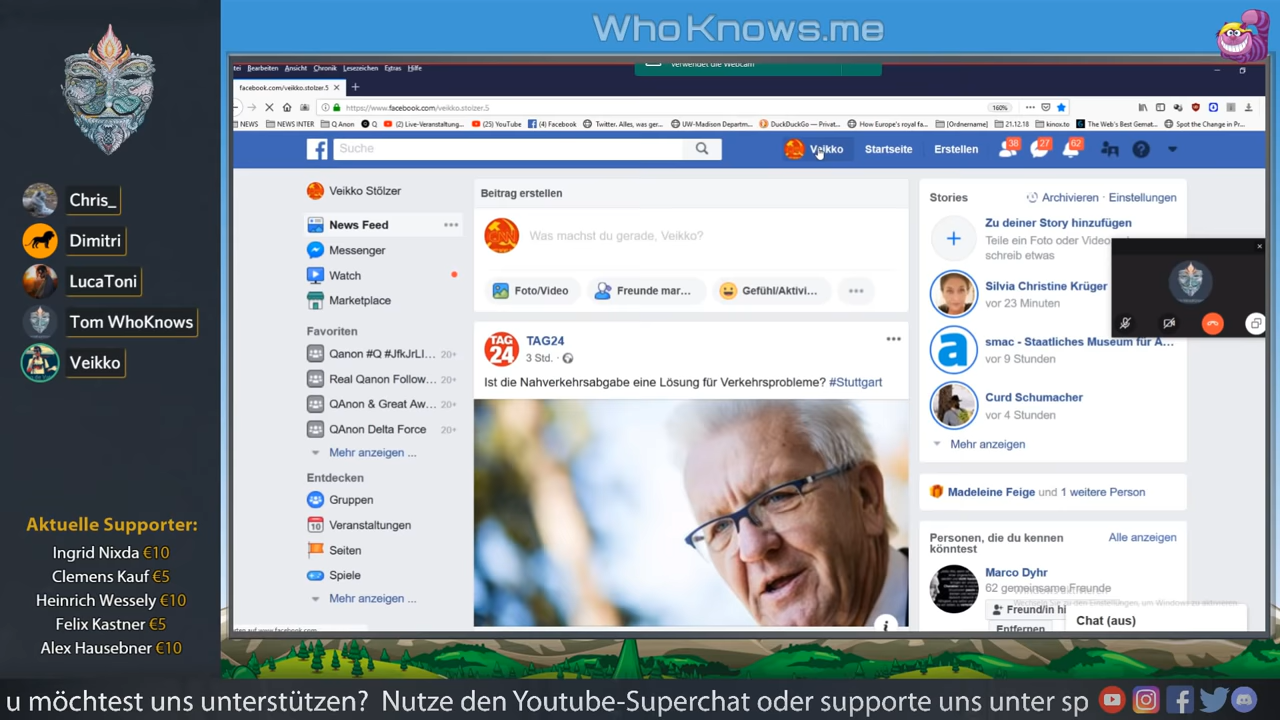 WhoKnows.me
Chris_
Dimitri
LucaToni
Tom WhoKnows
Veikko
Aktuelle Supporter:
Ingrid Nixda €10
Clemens Kauf €5
Heinrich Wessely €10
Felix Kastner €5
Alex Hausebner €10
tei Bearbeiten Ansicht Chronik Lesezeichen Extras Hilfe
verwendet die Webcam
facebook.com/veikko.stolzer.5
https://www.facebook.com/veikko.stolzer.5
160%
NEWS
NEWS INTER
Q Anon
Q
(2) Live-Veranstaltung...
(25) YouTube
(4) Facebook
Twitter. Alles, was ger...
UW-Madison Departm...
DuckDuckGo — Privat...
How Europe's royal fa...
[Ordnername]
21.12.18
kinox.to
The Web's Best Gemat...
Spot the Change in Pr...
Suche
Veikko
Startseite
Erstellen
38
27
62
Veikko Stölzer
News Feed
Messenger
Watch
Marketplace
Favoriten
Qanon #Q #JfkJrLI... 20+
Real Qanon Follow... 20+
QAnon & Great Aw... 20+
QAnon Delta Force 20+
Mehr anzeigen ...
Entdecken
Gruppen
10
Veranstaltungen
Seiten
Spiele
Mehr anzeigen ...
Beitrag erstellen
Was machst du gerade, Veikko?
Foto/Video
Freunde mar...
Gefühl/Aktivi...
TAG
24
TAG24
3 Std.
Ist die Nahverkehrsabgabe eine Lösung für Verkehrsprobleme? #Stuttgart
Stories
Archivieren · Einstellungen
Zu deiner Story hinzufügen
Teile ein Foto oder Video
schreib etwas
Silvia Christine Krüger
vor 23 Minuten
smac - Staatliches Museum für A...
vor 9 Stunden
Curd Schumacher
vor 4 Stunden
Mehr anzeigen
Madeleine Feige und 1 weitere Person
Personen, die du kennen
könntest
Alle anzeigen
Marco Dyhr
62 gemeinsame Freunde
Freund/in hi
Entfernen
Chat (aus)
u möchtest uns unterstützen? Nutze den Youtube-Superchat oder supporte uns unter sp